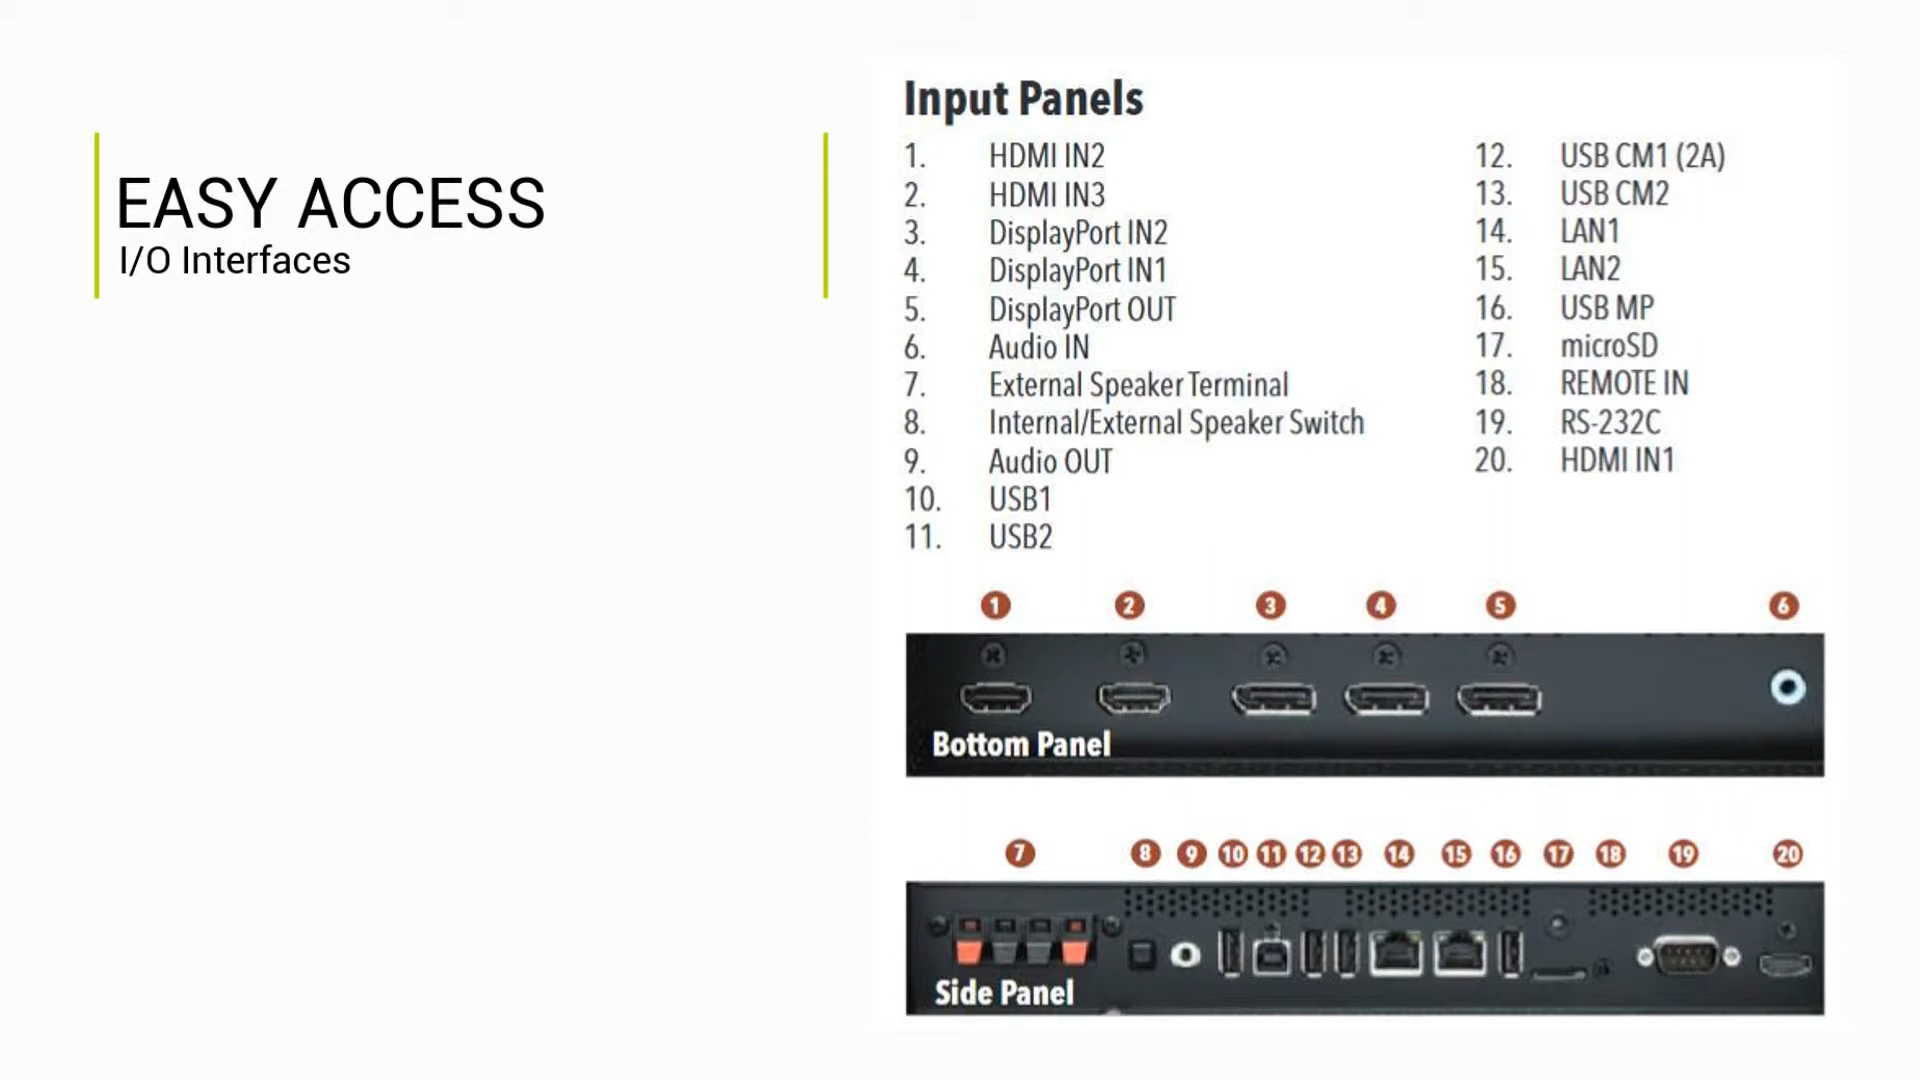 EASY ACCESS
I/O Interfaces
Input Panels
1. HDMI IN2
2. HDMI IN3
3. DisplayPort IN2
4. DisplayPort IN1
5. DisplayPort OUT
6. Audio IN
7. External Speaker Terminal
8. Internal/External Speaker Switch
9. Audio OUT
10. USB1
11. USB2
12. USB CM1 (2A)
13. USB CM2
14. LAN1
15. LAN2
16. USB MP
17. microSD
18. REMOTE IN
19. RS-232C
20. HDMI IN1
1 2 3 4 5 6
Bottom Panel
7 8 9 10 11 12 13 14 15 16 17 18 19 20
Side Panel